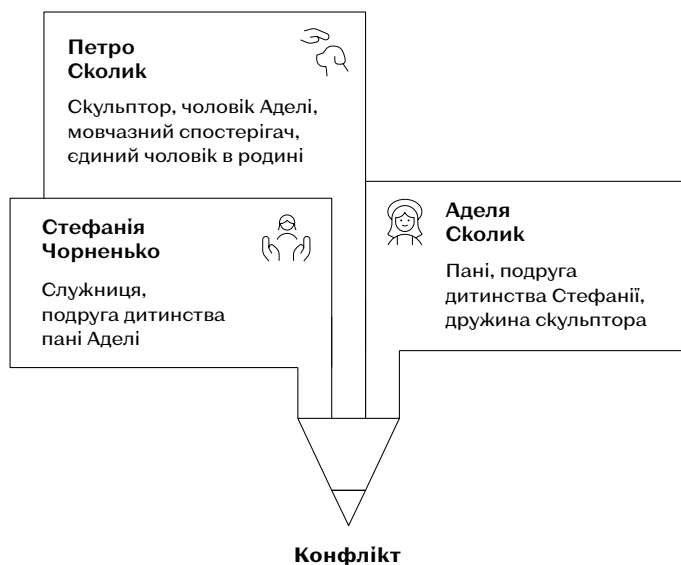 Петро
Сколик
Скульптор, чоловік Аделі,
мовчазний спостерігач,
єдиний чоловік в родині
Стефанія
Чорненько
Служниця,
подруга дитинства
пані Аделі
Аделя
Сколик
Пані, подруга
дитинства Стефанії,
дружина скульптора
Конфлікт